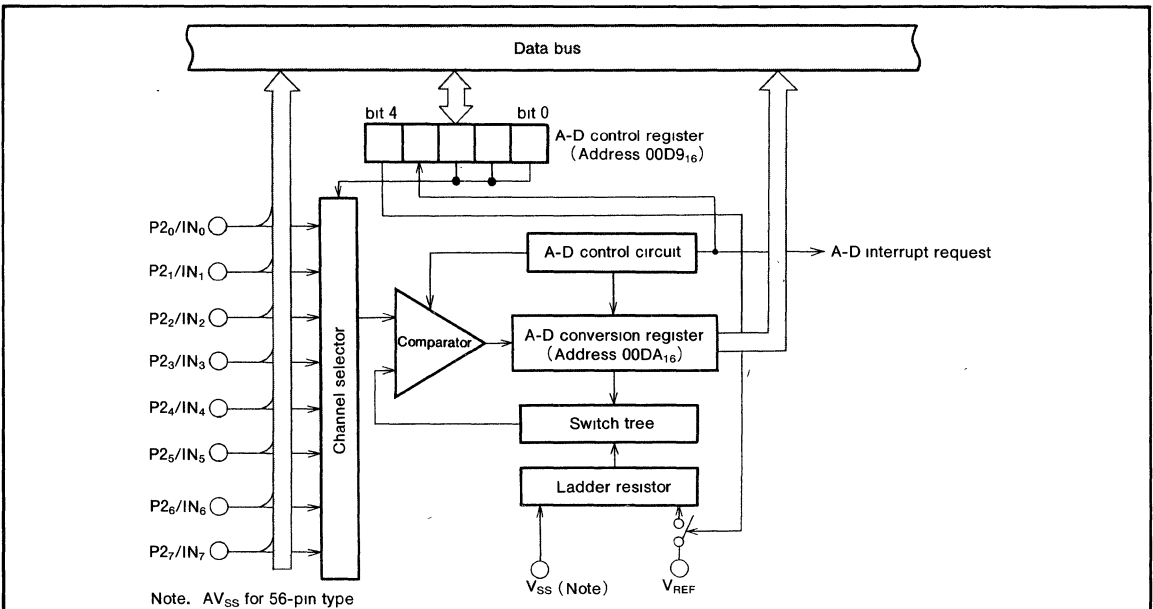 Data bus
bit 4
bit 0
A-D control register
(Address 00D9₁₆)
P2₀/IN₀
P2₁/IN₁
P2₂/IN₂
P2₃/IN₃
P2₄/IN₄
P2₅/IN₅
P2₆/IN₆
P2₇/IN₇
Channel selector
A-D control circuit
A-D interrupt request
Comparator
A-D conversion register
(Address 00DA₁₆)
Switch tree
Ladder resistor
V_SS (Note)
V_REF
Note. AV_SS for 56-pin type